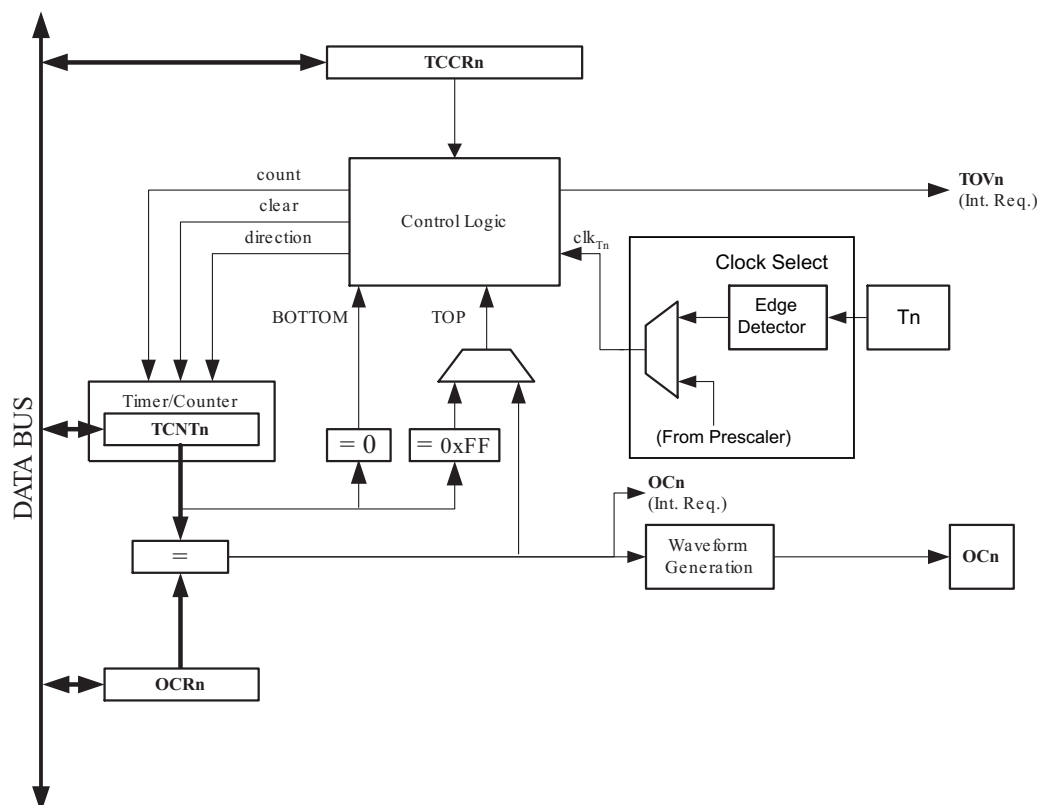 TCCRn
count
clear
direction
Control Logic
TOVn
(Int. Req.)
clkTn
Clock Select
Edge
Detector
Tn
BOTTOM
TOP
(From Prescaler)
Timer/Counter
TCNTn
= 0
= 0xFF
DATA BUS
OCn
(Int. Req.)
=
Waveform
Generation
OCn
OCRn